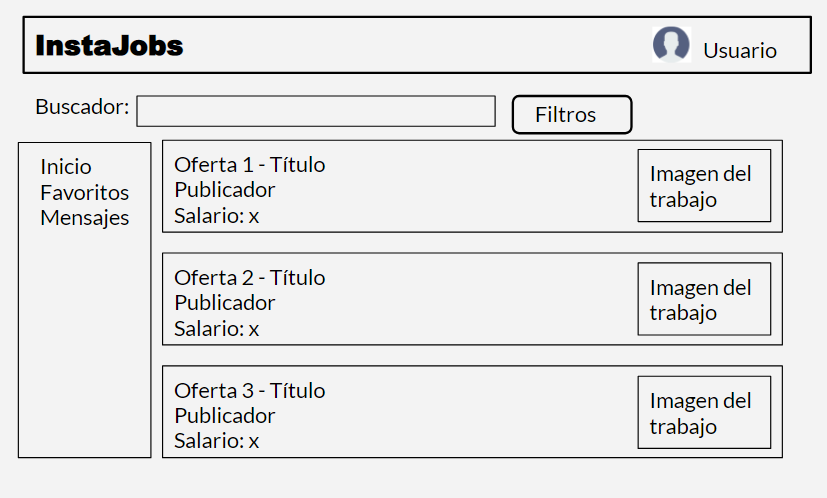 InstaJobs
Usuario
Buscador:
Filtros
Inicio
Favoritos
Mensajes
Oferta 1 - Título
Publicador
Salario: x
Imagen del
trabajo
Oferta 2 - Título
Publicador
Salario: x
Imagen del
trabajo
Oferta 3 - Título
Publicador
Salario: x
Imagen del
trabajo